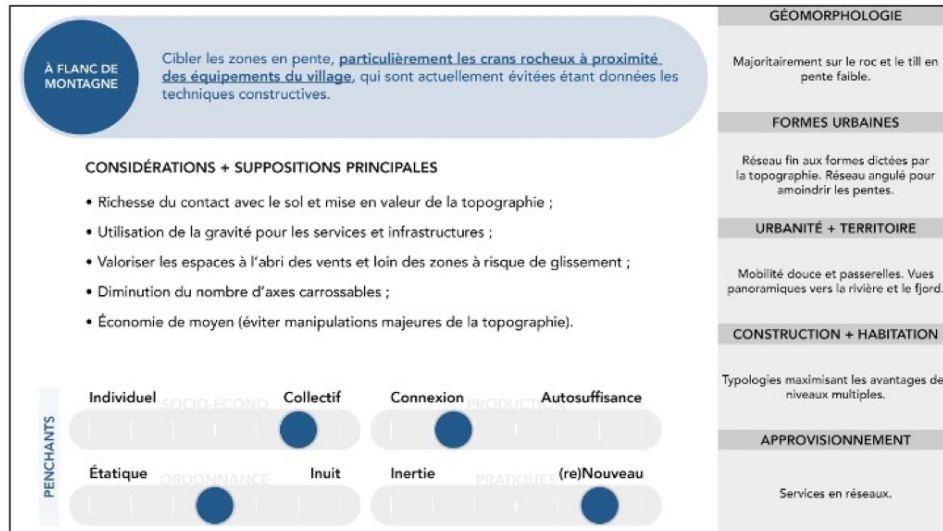 À FLANC DE
MONTAGNE
Cibler les zones en pente, particulièrement les crans rocheux à proximité
des équipements du village, qui sont actuellement évitées étant données les
techniques constructives.
CONSIDÉRATIONS + SUPPOSITIONS PRINCIPALES
• Richesse du contact avec le sol et mise en valeur de la topographie ;
• Utilisation de la gravité pour les services et infrastructures ;
• Valoriser les espaces à l'abri des vents et loin des zones à risque de glissement ;
• Diminution du nombre d'axes carrossables ;
• Économie de moyen (éviter manipulations majeures de la topographie).
PENCHANTS
Individuel SOCIO-ÉCONO Collectif
Connexion PRODUCTION Autosuffisance
Étatique ORDONNANCE Inuit
Inertie PRATIQUES (re)Nouveau
GÉOMORPHOLOGIE
Majoritairement sur le roc et le till en
pente faible.
FORMES URBAINES
Réseau fin aux formes dictées par
la topographie. Réseau angulé pour
amoindrir les pentes.
URBANITÉ + TERRITOIRE
Mobilité douce et passerelles. Vues
panoramiques vers la rivière et le fjord.
CONSTRUCTION + HABITATION
Typologies maximisant les avantages de
niveaux multiples.
APPROVISIONNEMENT
Services en réseaux.